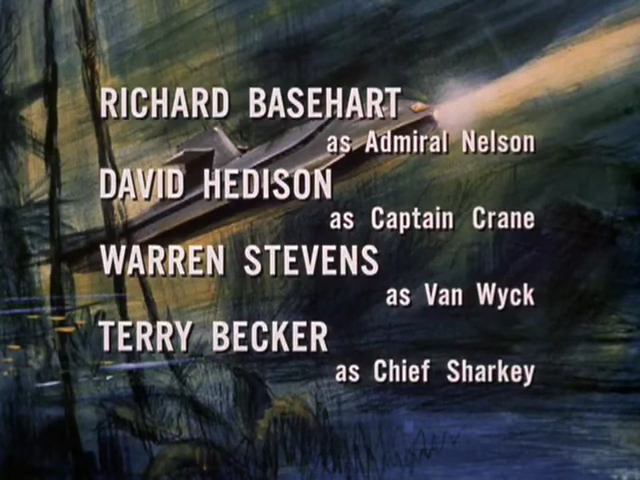 RICHARD BASEHART
as Admiral Nelson
DAVID HEDISON
as Captain Crane
WARREN STEVENS
as Van Wyck
TERRY BECKER
as Chief Sharkey